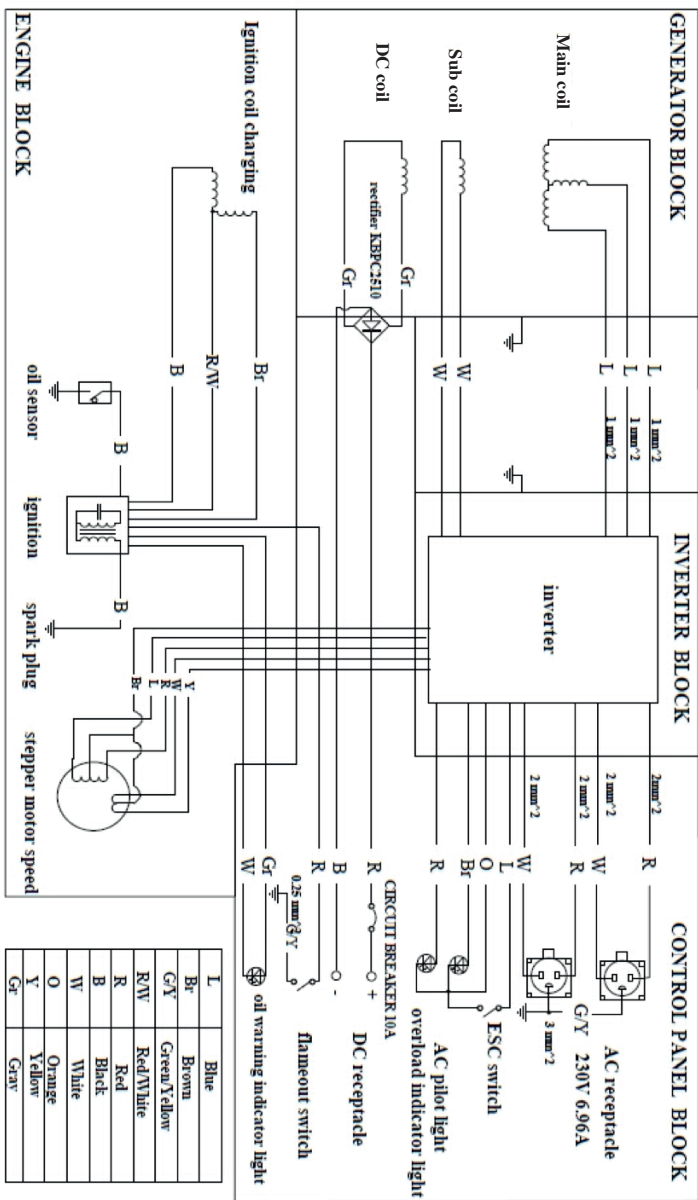 GENERATOR BLOCK
INVERTER BLOCK
CONTROL PANEL BLOCK
ENGINE BLOCK
Main coil
Sub coil
DC coil
Ignition coil charging
rectifier KBPC2510
Gr
Gr
L
L
L
1 mm^2
1 mm^2
1 mm^2
W
W
inverter
2mm^2
2 mm^2
2 mm^2
2 mm^2
R
W
R
W
L
O
Br
R
AC receptacle
G/Y 230V 6.96A
3 mm^2
ESC switch
AC pilot light
overload indicator light
CIRCUIT BREAKER 10A
R
B
+
-
DC receptacle
R
0.25 mm^2
G/Y
flameout switch
Gr
W
oil warning indicator light
Br
R/W
B
B
B
oil sensor
ignition
spark plug
stepper motor speed
Y
W
R
L
Br
L Blue
Br Brown
G/Y Green/Yellow
R/W Red/White
R Red
B Black
W White
O Orange
Y Yellow
Gr Gray